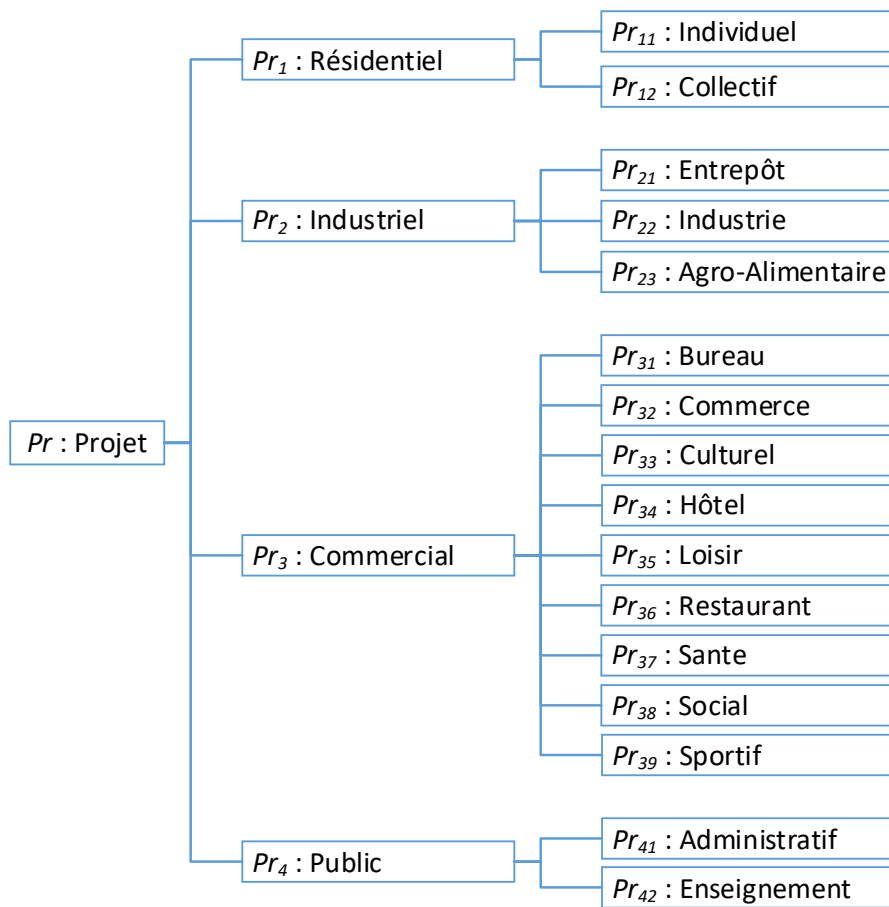 Pr : Projet
Pr1 : Résidentiel
Pr11 : Individuel
Pr12 : Collectif
Pr2 : Industriel
Pr21 : Entrepôt
Pr22 : Industrie
Pr23 : Agro-Alimentaire
Pr3 : Commercial
Pr31 : Bureau
Pr32 : Commerce
Pr33 : Culturel
Pr34 : Hôtel
Pr35 : Loisir
Pr36 : Restaurant
Pr37 : Sante
Pr38 : Social
Pr39 : Sportif
Pr4 : Public
Pr41 : Administratif
Pr42 : Enseignement